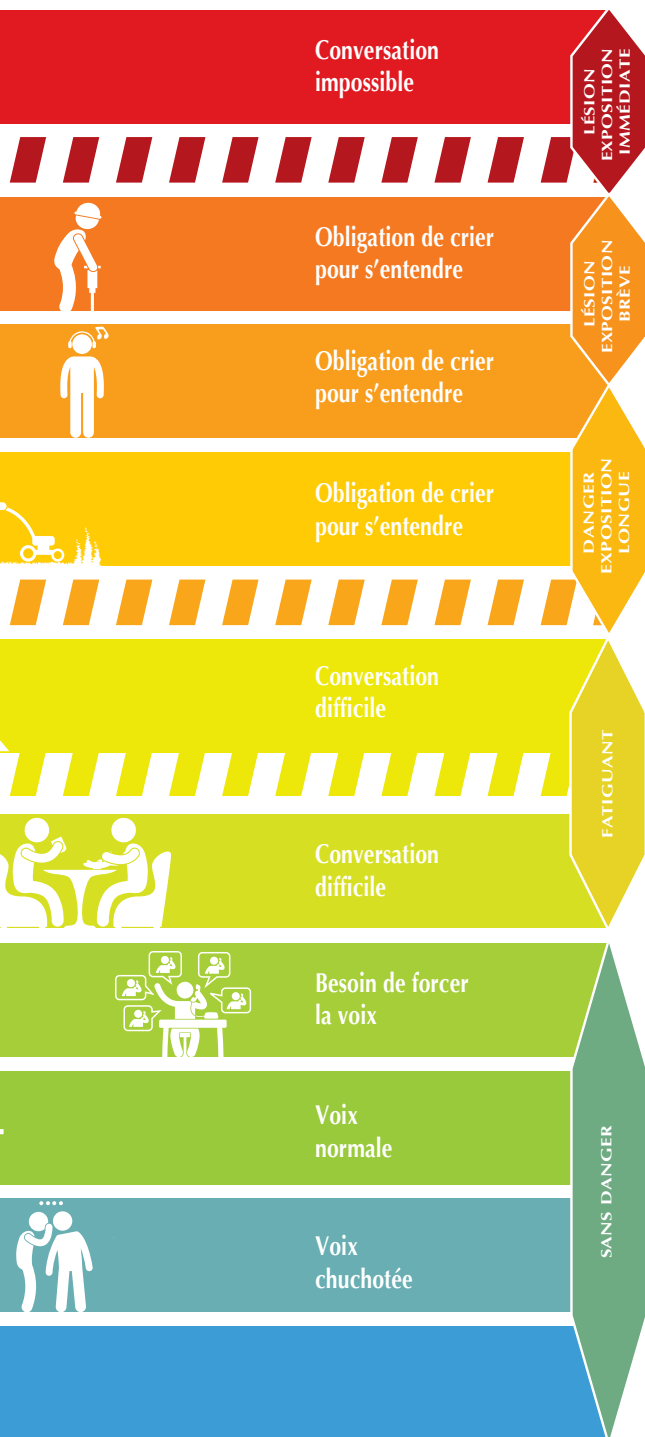 Conversation
impossible
LÉSION
EXPOSITION
IMMÉDIATE
Obligation de crier
pour s’entendre
LÉSION
EXPOSITION
BRÈVE
Obligation de crier
pour s’entendre
Obligation de crier
pour s’entendre
DANGER
EXPOSITION
LONGUE
Conversation
difficile
FATIGUANT
Conversation
difficile
Besoin de forcer
la voix
Voix
normale
SANS DANGER
Voix
chuchotée